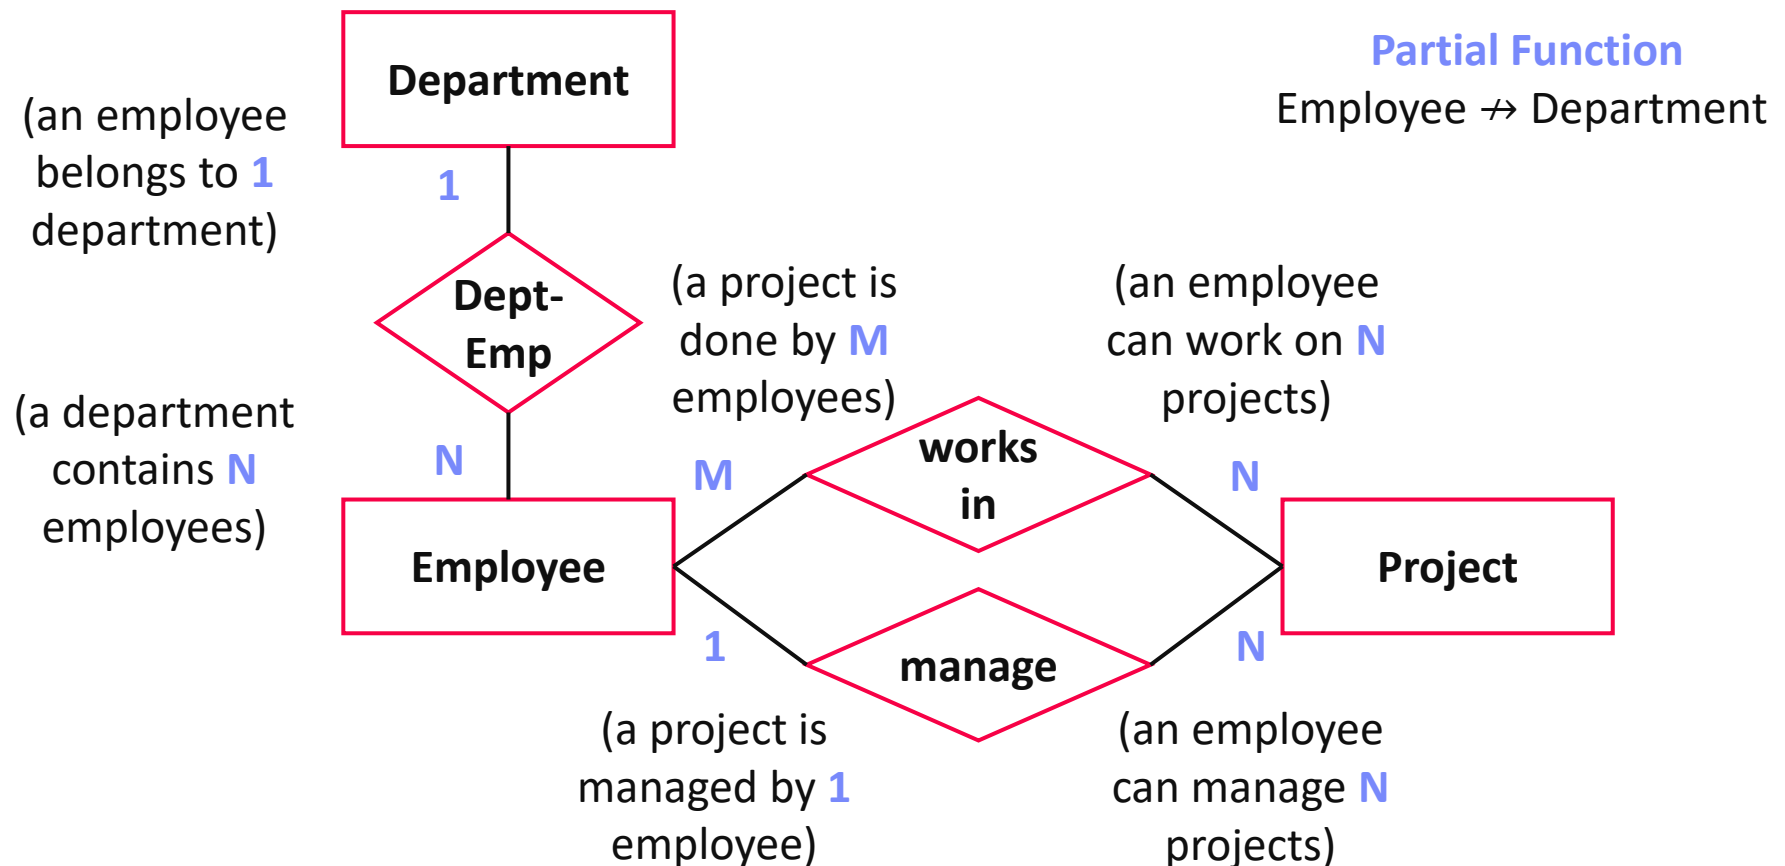 Department
Partial Function
Employee ↛ Department
(an employee
belongs to 1
department)
1
Dept-
Emp
(a project is
done by M
employees)
(an employee
can work on N
projects)
(a department
contains N
employees)
N
M
works
in
N
Employee
Project
1
manage
N
(a project is
managed by 1
employee)
(an employee
can manage N
projects)